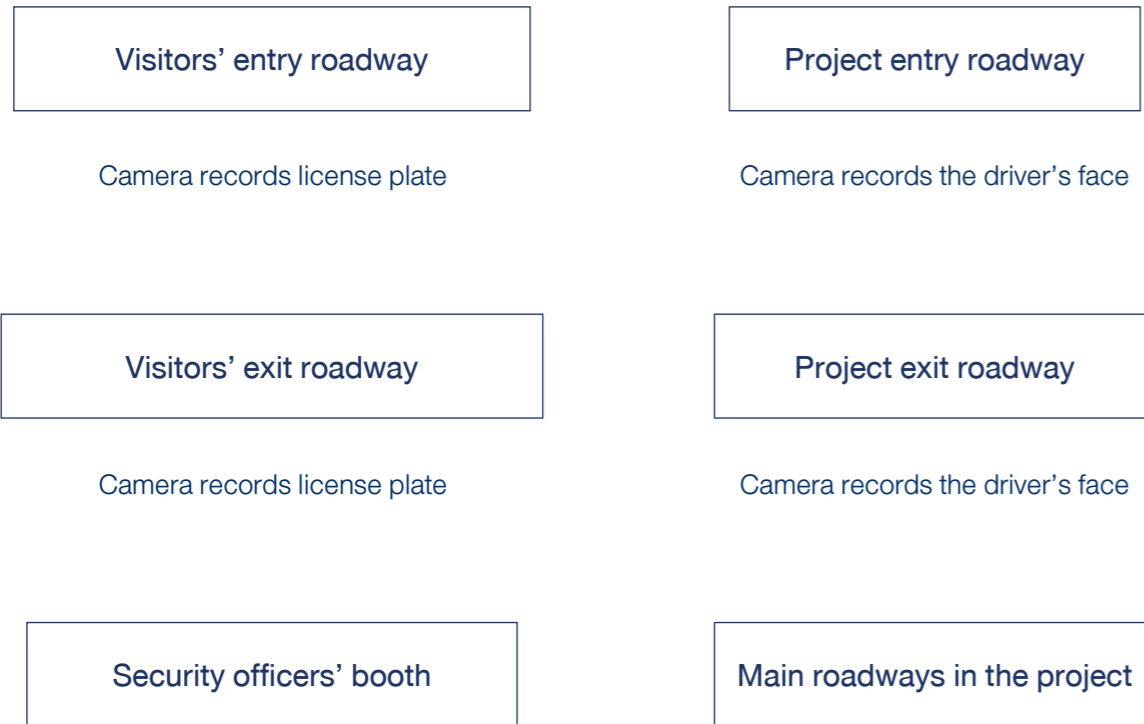 Visitors’ entry roadway
Project entry roadway
Camera records license plate
Camera records the driver’s face
Visitors’ exit roadway
Project exit roadway
Camera records license plate
Camera records the driver’s face
Security officers’ booth
Main roadways in the project